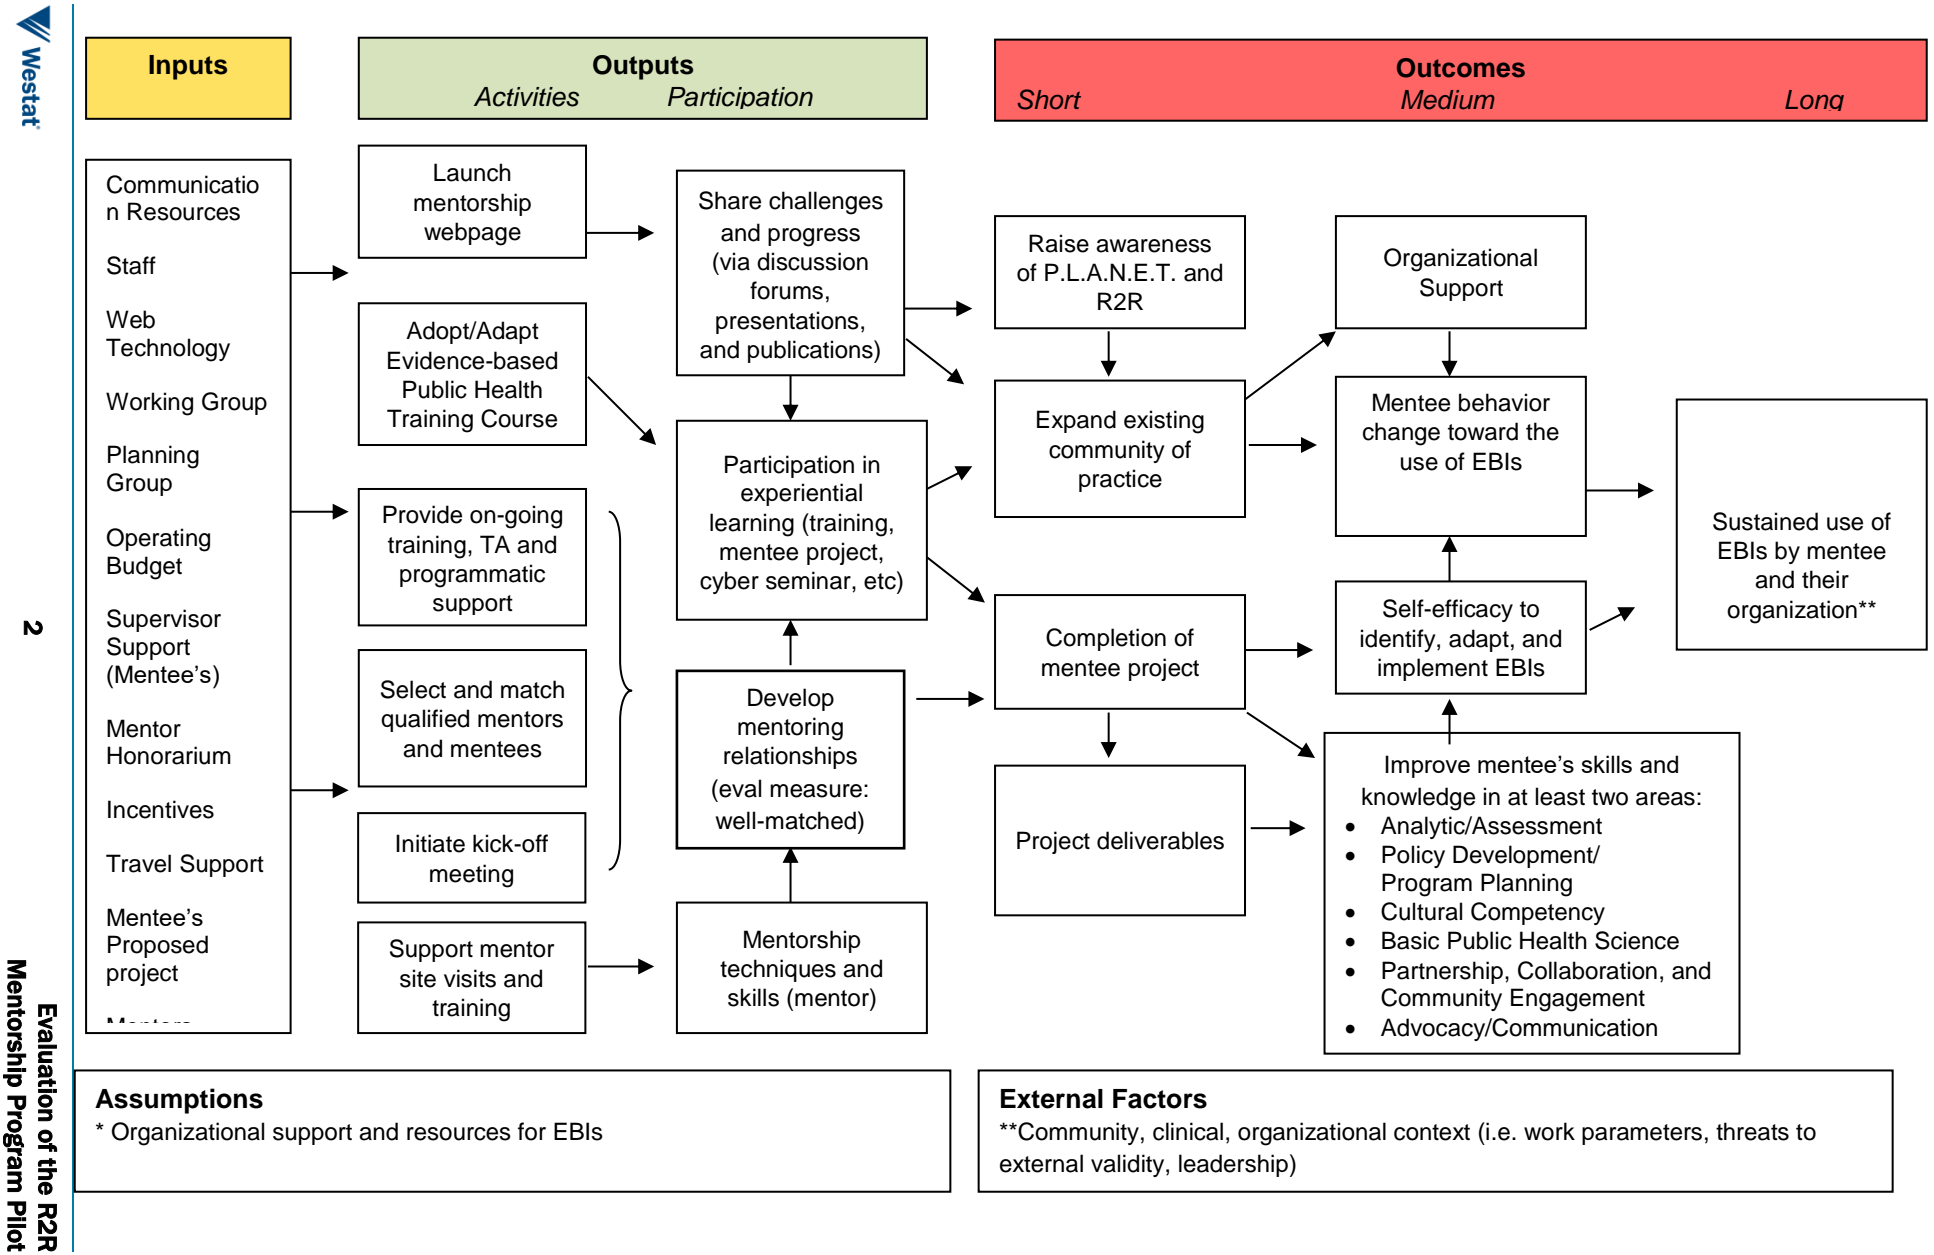 Westat
2
Evaluation of the R2R
Mentorship Program Pilot
Inputs
Outputs
Activities Participation
Outcomes
Short Medium Long
Communicatio
n Resources
Staff
Web
Technology
Working Group
Planning
Group
Operating
Budget
Supervisor
Support
(Mentee’s)
Mentor
Honorarium
Incentives
Travel Support
Mentee’s
Proposed
project
Launch
mentorship
webpage
Adopt/Adapt
Evidence-based
Public Health
Training Course
Provide on-going
training, TA and
programmatic
support
Select and match
qualified mentors
and mentees
Initiate kick-off
meeting
Support mentor
site visits and
training
Share challenges
and progress
(via discussion
forums,
presentations,
and publications)
Participation in
experiential
learning (training,
mentee project,
cyber seminar, etc)
Develop
mentoring
relationships
(eval measure:
well-matched)
Mentorship
techniques and
skills (mentor)
Raise awareness
of P.L.A.N.E.T. and
R2R
Expand existing
community of
practice
Completion of
mentee project
Project deliverables
Organizational
Support
Mentee behavior
change toward the
use of EBIs
Self-efficacy to
identify, adapt, and
implement EBIs
Improve mentee’s skills and
knowledge in at least two areas:
• Analytic/Assessment
• Policy Development/
Program Planning
• Cultural Competency
• Basic Public Health Science
• Partnership, Collaboration, and
Community Engagement
• Advocacy/Communication
Sustained use of
EBIs by mentee
and their
organization**
Assumptions
* Organizational support and resources for EBIs
External Factors
**Community, clinical, organizational context (i.e. work parameters, threats to
external validity, leadership)